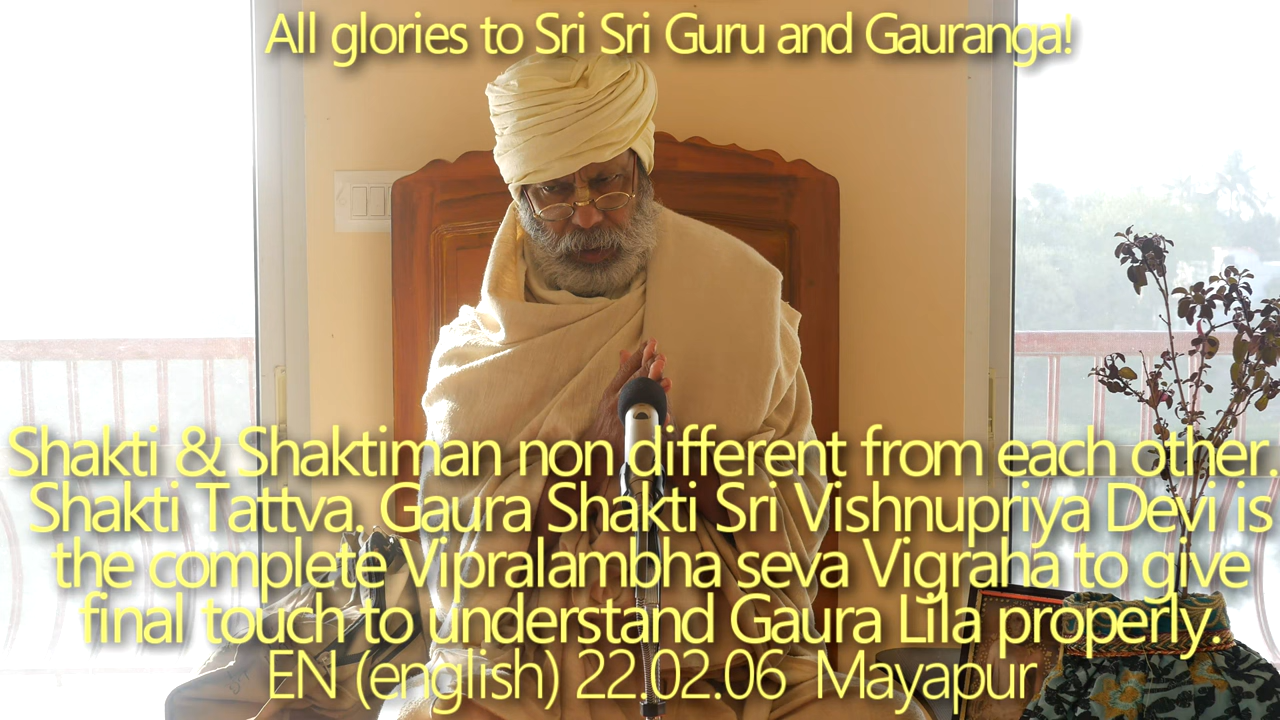 All glories to Sri Sri Guru and Gauranga!
Shakti & Shaktiman non different from each other.
Shakti Tattva. Gaura Shakti Sri Vishnupriya Devi is
the complete Vipralambha seva Vigraha to give
final touch to understand Gaura Lila properly.
EN (english) 22.02.06 Mayapur